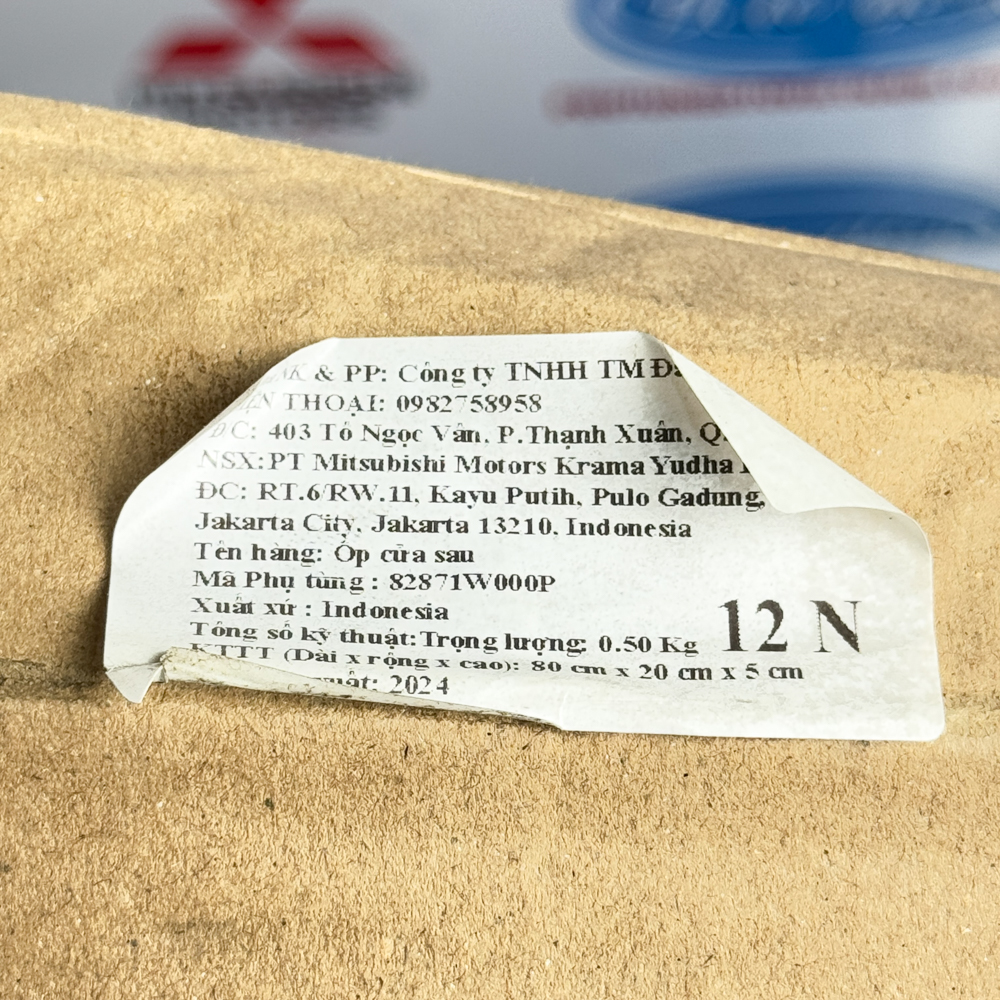 & PP: Công ty TNHH TM
THOẠI: 0982758958
ĐC: 403 Tô Ngọc Vân, P.Thạnh Xuân,
NSX:PT Mitsubishi Motors Krama Yudha
ĐC: RT.6/RW.11, Kayu Putih, Pulo Gadung,
Jakarta City, Jakarta 13210, Indonesia
Tên hàng: Ốp cửa sau
Mã Phụ tùng : 82871W000P
Xuất xứ : Indonesia
12 N
Tông số kỹ thuật:Trọng lượng: 0.50 Kg
KTTT (Dài x rộng x cao): 80 cm x 20 cm x 5 cm
2024